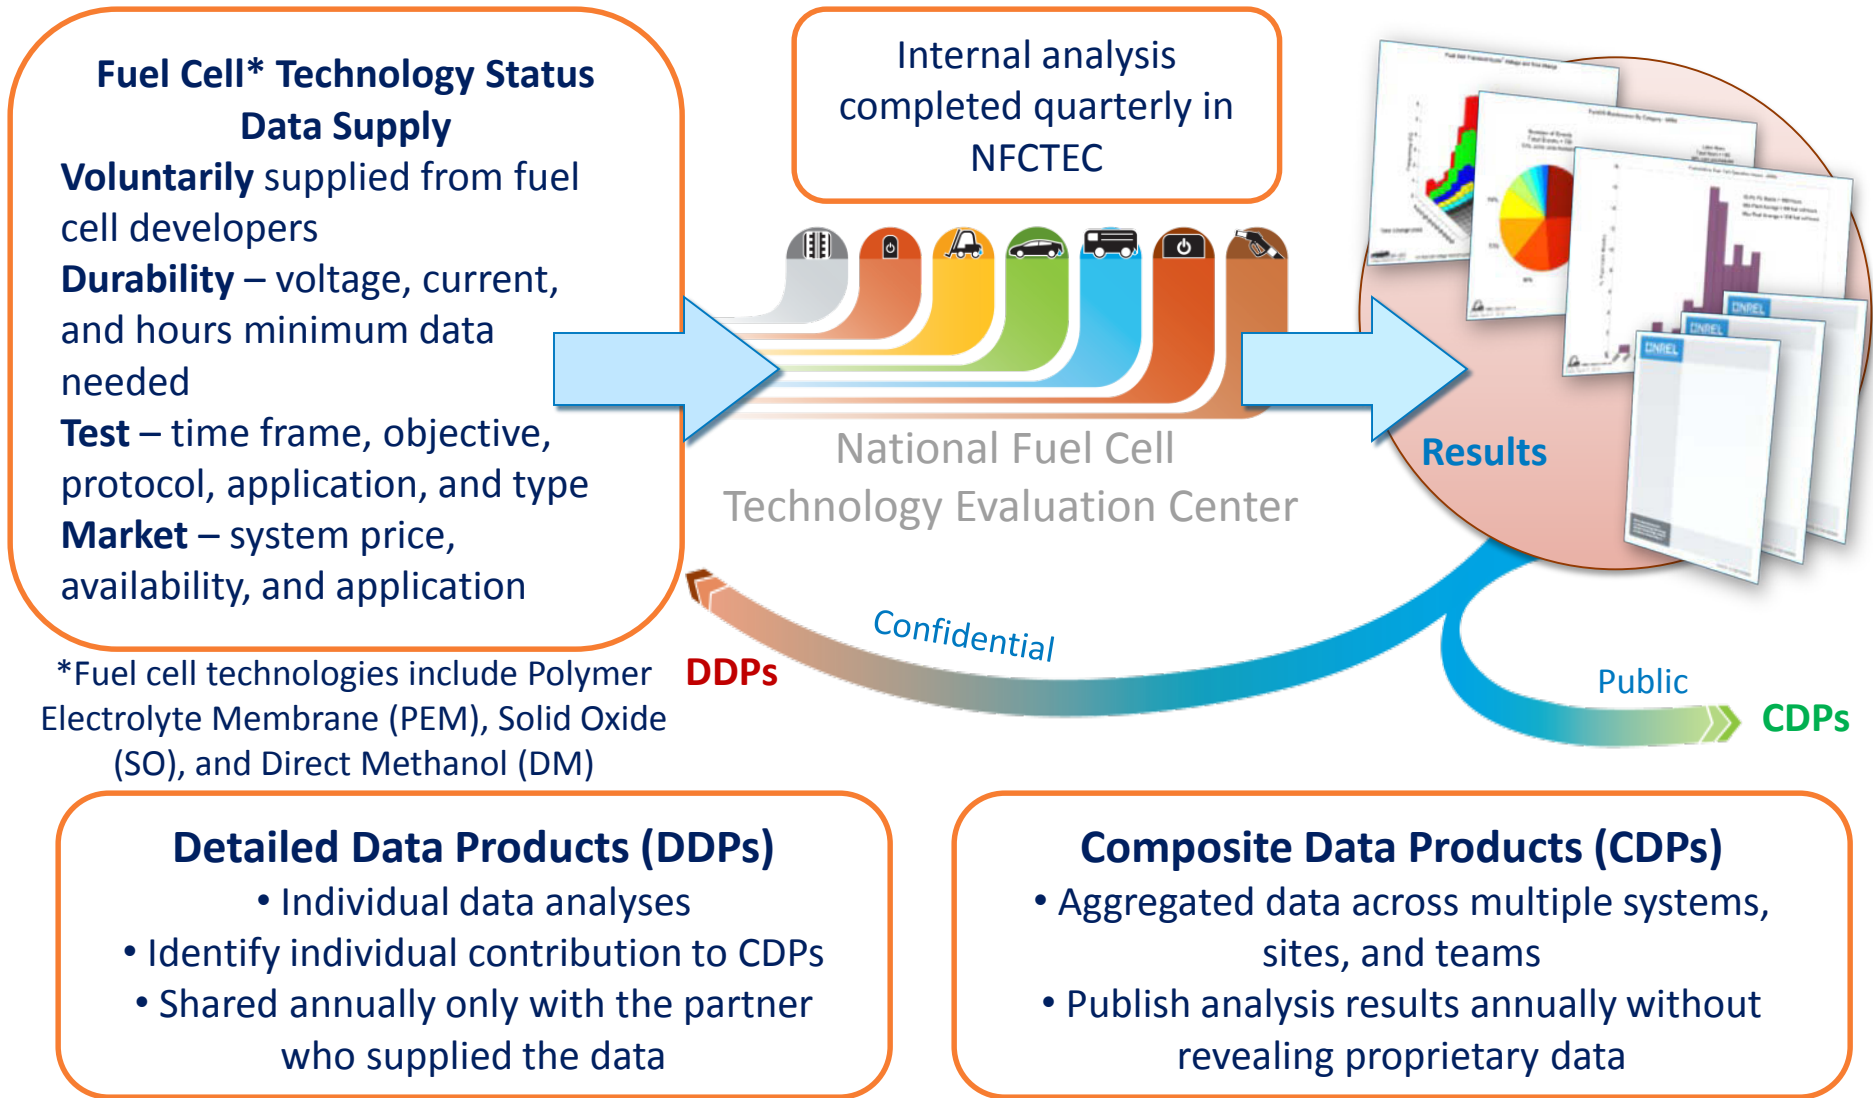 Fuel Cell* Technology Status
Data Supply
Voluntarily supplied from fuel
cell developers
Durability – voltage, current,
and hours minimum data
needed
Test – time frame, objective,
protocol, application, and type
Market – system price,
availability, and application
*Fuel cell technologies include Polymer
Electrolyte Membrane (PEM), Solid Oxide
(SO), and Direct Methanol (DM)
Internal analysis
completed quarterly in
NFCTEC
National Fuel Cell
Technology Evaluation Center
Results
NREL
NREL
NREL
Confidential
DDPs
Public
CDPs
Detailed Data Products (DDPs)
• Individual data analyses
• Identify individual contribution to CDPs
• Shared annually only with the partner
who supplied the data
Composite Data Products (CDPs)
• Aggregated data across multiple systems,
sites, and teams
• Publish analysis results annually without
revealing proprietary data